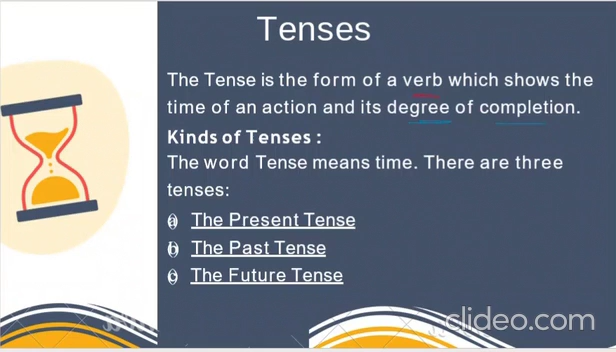 Tenses
The Tense is the form of a verb which shows the
time of an action and its degree of completion.
Kinds of Tenses :
The word Tense means time. There are three
tenses:
a) The Present Tense
b) The Past Tense
c) The Future Tense
clideo.com